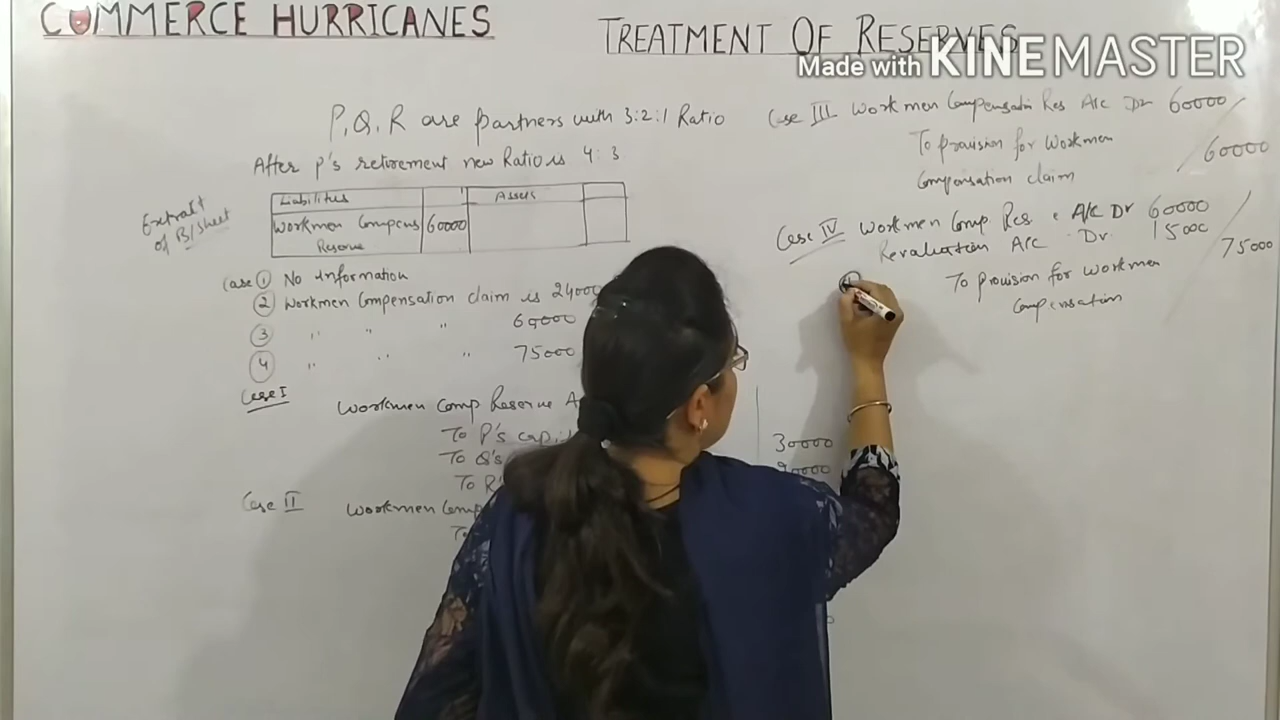 COMMERCE HURRICANES
TREATMENT OF RESERVES
Made with KINEMASTER
P, Q, R are partners with 3:2:1 Ratio
After P's retirement new Ratio is 4:3
Extract of B/Sheet
Liabilities Assets
Workmen Compens 60000
Reserve
Case ① No information
② Workmen Compensation claim is 24000
③ " " " 60000
④ " " " 75000
Case I
Workmen Comp Reserve A
To P's capit 30000
To Q's 20000
To R'
Case II Workmen Comp
To
Case III Workmen Compensatn Res A/c Dr 60000
To provision for Workmen 60000
Compensation claim
Case IV Workmen Comp Res A/c Dr 60000
Revaluation A/c Dr 15000
To provision for workmen 75000
Compensation